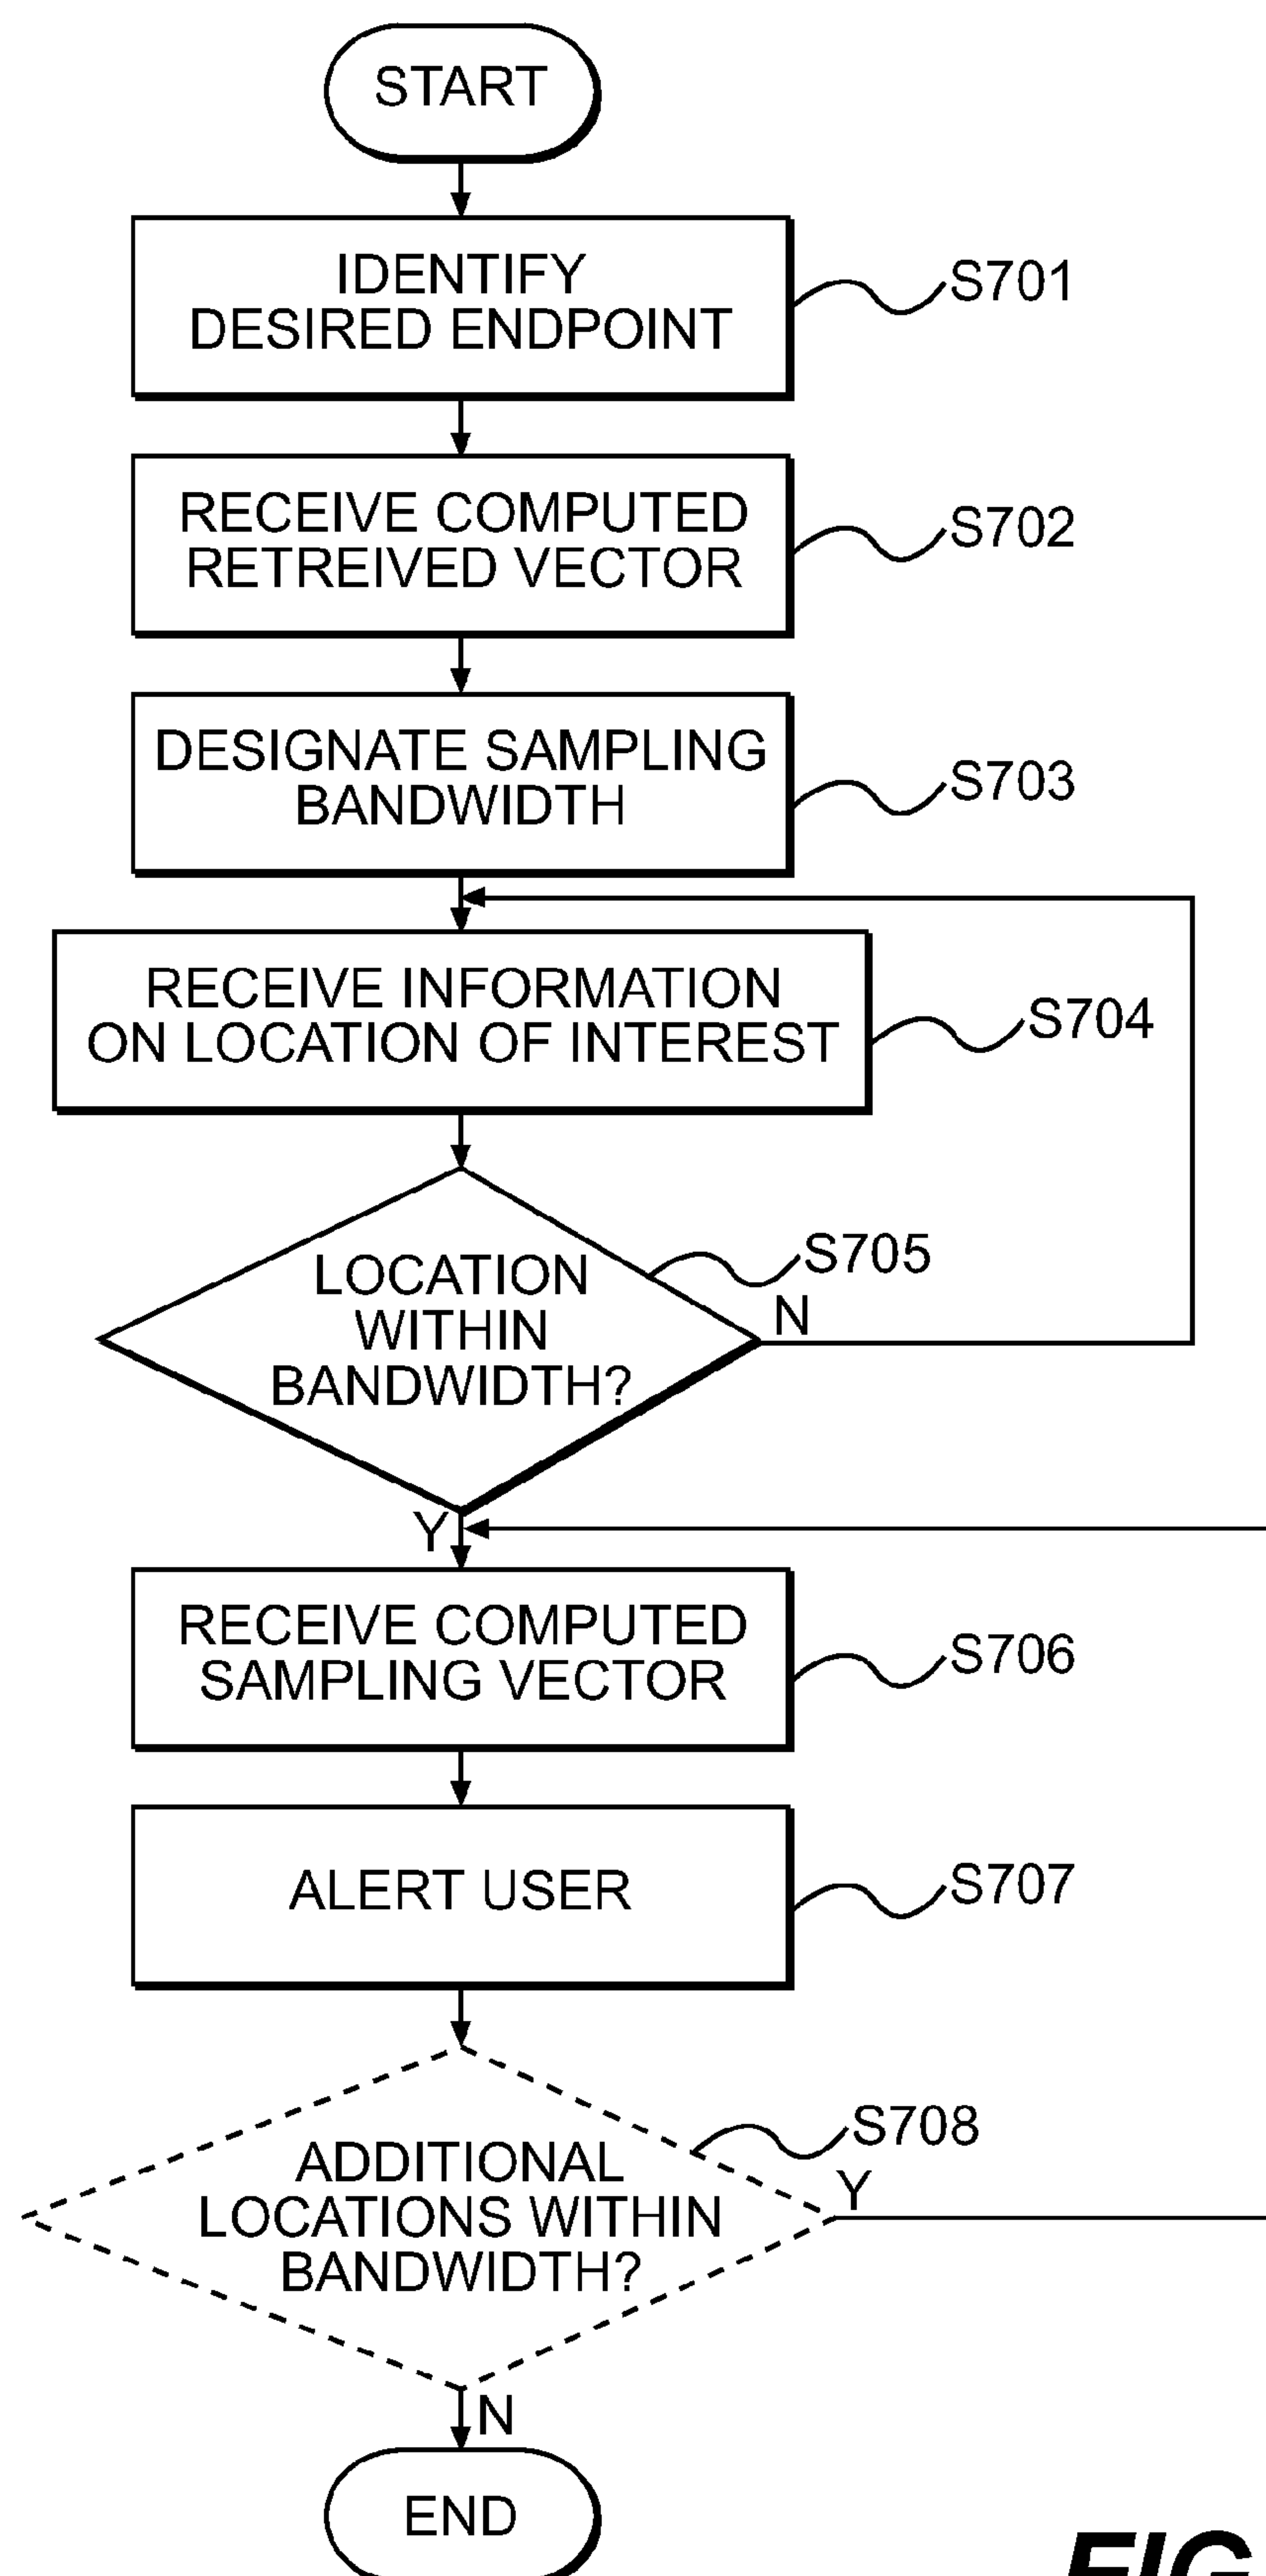 START
IDENTIFY
DESIRED ENDPOINT
S701
RECEIVE COMPUTED
RETREIVED VECTOR
S702
DESIGNATE SAMPLING
BANDWIDTH
S703
RECEIVE INFORMATION
ON LOCATION OF INTEREST
S704
LOCATION
WITHIN
BANDWIDTH?
S705
N
Y
RECEIVE COMPUTED
SAMPLING VECTOR
S706
ALERT USER
S707
ADDITIONAL
LOCATIONS WITHIN
BANDWIDTH?
S708
Y
N
END
FIG